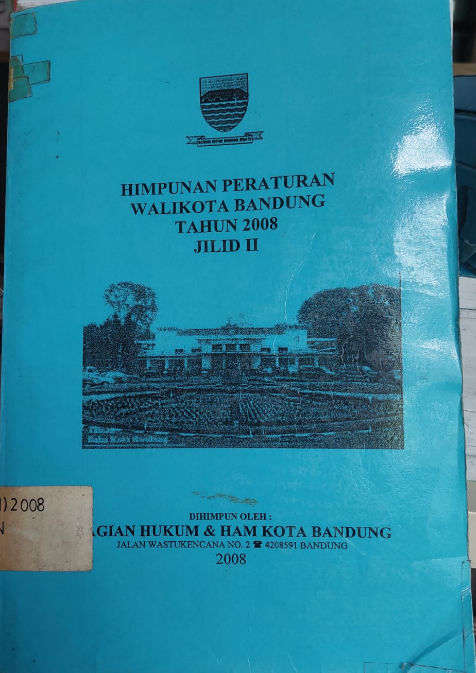 HIMPUNAN PERATURAN
WALIKOTA BANDUNG
TAHUN 2008
JILID II
) 2008
N
DIHIMPUN OLEH :
AGIAN HUKUM & HAM KOTA BANDUNG
JALAN WASTUKENCANA NO. 2 ☎ 4208591 BANDUNG
2008